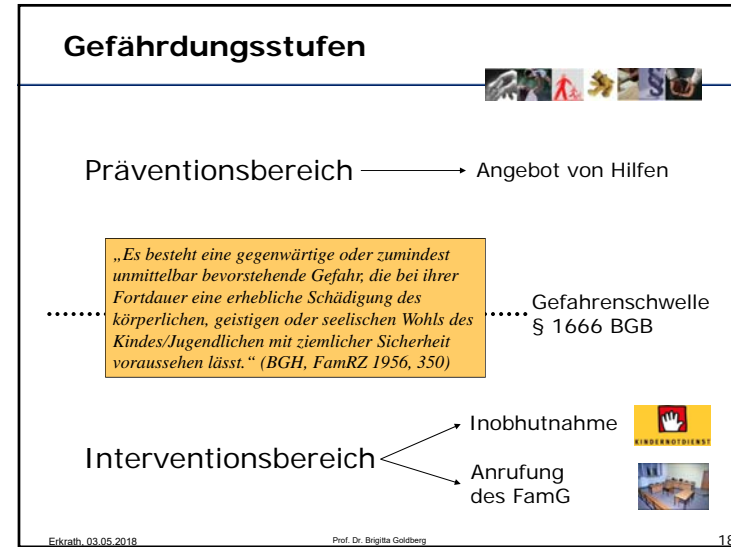 Gefährdungsstufen
Präventionsbereich
Angebot von Hilfen
„Es besteht eine gegenwärtige oder zumindest
unmittelbar bevorstehende Gefahr, die bei ihrer
Fortdauer eine erhebliche Schädigung des
körperlichen, geistigen oder seelischen Wohls des
Kindes/Jugendlichen mit ziemlicher Sicherheit
voraussehen lässt.“ (BGH, FamRZ 1956, 350)
Gefahrenschwelle
§ 1666 BGB
Interventionsbereich
Inobhutnahme
KINDERNOTDIENST
Anrufung
des FamG
Erkrath, 03.05.2018
Prof. Dr. Brigitta Goldberg
18